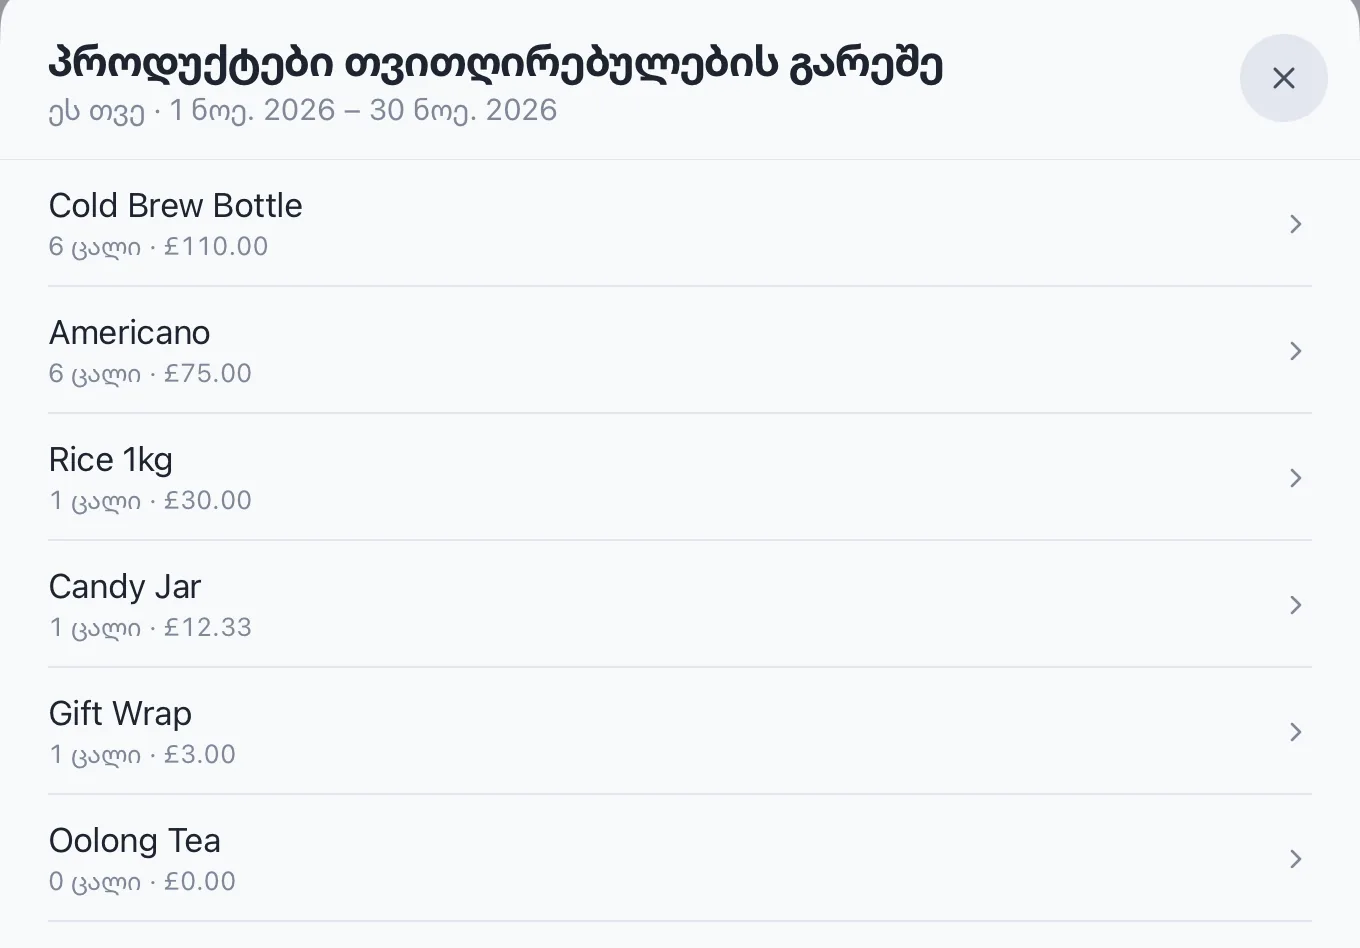 პროდუქტები თვითღირებულების გარეშე
ეს თვე · 1 ნოე. 2026 – 30 ნოე. 2026
Cold Brew Bottle
6 ცალი · £110.00
Americano
6 ცალი · £75.00
Rice 1kg
1 ცალი · £30.00
Candy Jar
1 ცალი · £12.33
Gift Wrap
1 ცალი · £3.00
Oolong Tea
0 ცალი · £0.00